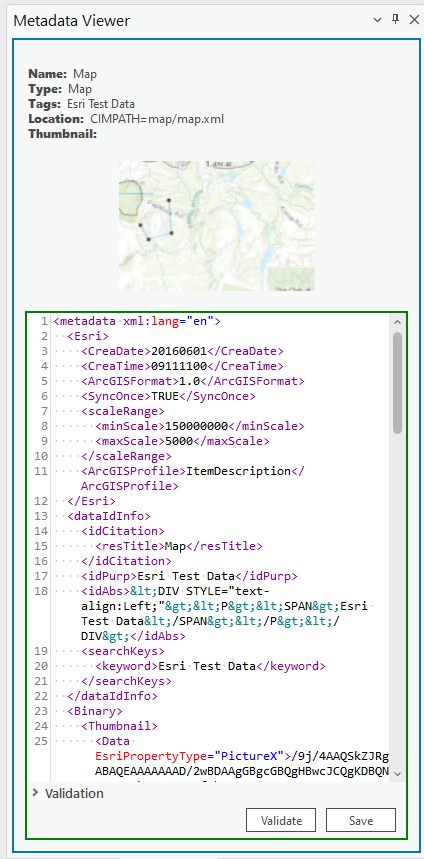 Metadata Viewer
Name: Map
Type: Map
Tags: Esri Test Data
Location: CIMPATH=map/map.xml
Thumbnail:
1 <metadata xml:lang="en">
2 <Esri>
3 <CreaDate>20160601</CreaDate>
4 <CreaTime>09111100</CreaTime>
5 <ArcGISFormat>1.0</ArcGISFormat>
6 <SyncOnce>TRUE</SyncOnce>
7 <scaleRange>
8 <minScale>150000000</minScale>
9 <maxScale>5000</maxScale>
10 </scaleRange>
11 <ArcGISProfile>ItemDescription</
ArcGISProfile>
12 </Esri>
13 <dataIdInfo>
14 <idCitation>
15 <resTitle>Map</resTitle>
16 </idCitation>
17 <idPurp>Esri Test Data</idPurp>
18 <idAbs>&lt;DIV STYLE="text-
align:Left;"&gt;&lt;P&gt;&lt;SPAN&gt;Esri
Test Data&lt;/SPAN&gt;&lt;/P&gt;&lt;/
DIV&gt;</idAbs>
19 <searchKeys>
20 <keyword>Esri Test Data</keyword>
21 </searchKeys>
22 </dataIdInfo>
23 <Binary>
24 <Thumbnail>
25 <Data
EsriPropertyType="PictureX">/9j/4AAQSkZJRg
ABAQEAAAAAAAD/2wBDAAgGBgcGBQgHBwcJCQgKDBQN
Validation
Validate
Save